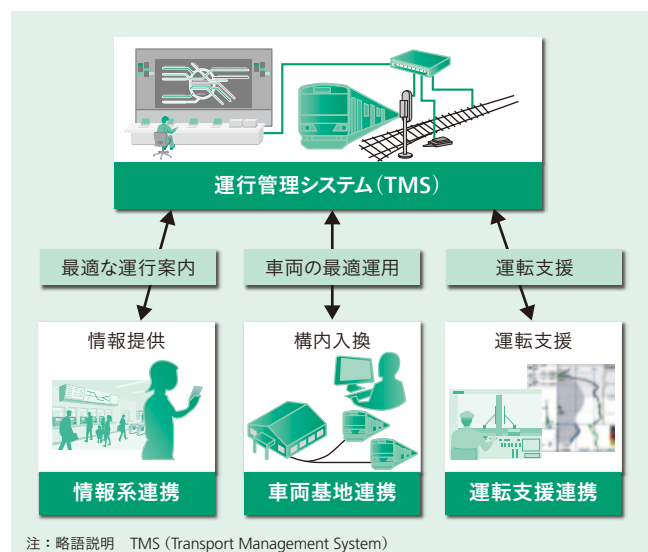 運行管理システム(TMS)
最適な運行案内
車両の最適運用
運転支援
情報提供
構内入換
運転支援
情報系連携
車両基地連携
運転支援連携
注：略語説明　TMS（Transport Management System）